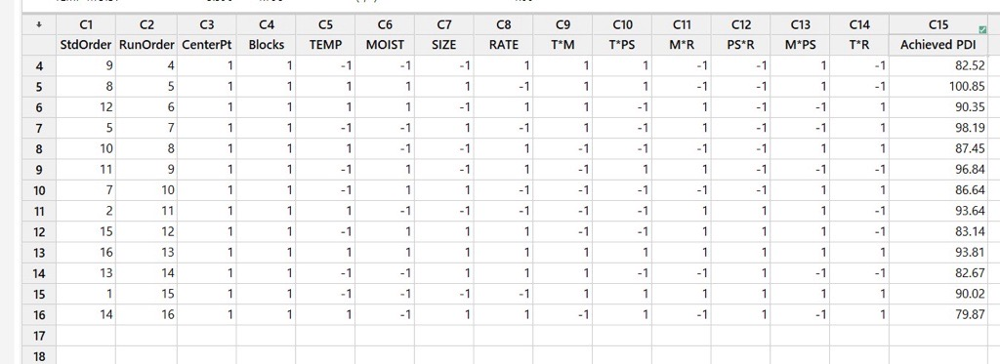 C1 C2 C3 C4 C5 C6 C7 C8 C9 C10 C11 C12 C13 C14 C15
StdOrder RunOrder CenterPt Blocks TEMP MOIST SIZE RATE T*M T*PS M*R PS*R M*PS T*R Achieved PDI
4 9 4 1 1 -1 -1 -1 1 1 1 -1 -1 1 -1 82.52
5 8 5 1 1 1 1 1 -1 1 1 -1 -1 1 -1 100.85
6 12 6 1 1 1 1 -1 1 1 -1 1 -1 -1 1 90.35
7 5 7 1 1 -1 -1 1 -1 1 -1 1 -1 -1 1 98.19
8 10 8 1 1 1 -1 -1 1 -1 -1 -1 -1 1 1 87.45
9 11 9 1 1 -1 1 -1 1 -1 1 1 -1 -1 -1 96.84
10 7 10 1 1 -1 1 1 -1 -1 -1 -1 -1 1 1 86.64
11 2 11 1 1 1 -1 -1 -1 -1 -1 1 1 1 -1 93.64
12 15 12 1 1 -1 1 1 1 -1 -1 1 1 1 -1 83.14
13 16 13 1 1 1 1 1 1 1 1 1 1 1 1 93.81
14 13 14 1 1 -1 -1 1 1 1 -1 -1 1 -1 -1 82.67
15 1 15 1 1 -1 -1 -1 -1 1 1 1 1 1 1 90.02
16 14 16 1 1 1 -1 1 1 -1 1 -1 1 -1 1 79.87
17
18